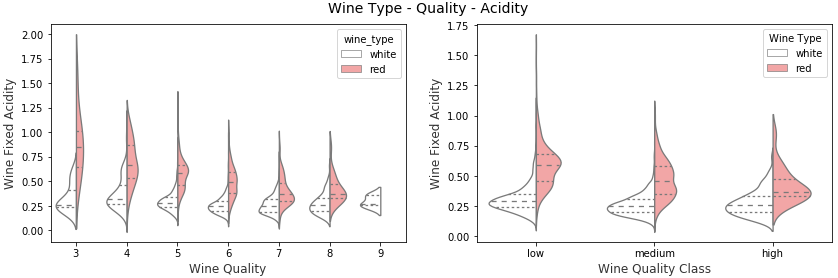 Wine Type - Quality - Acidity
Wine Fixed Acidity
2.00
1.75
1.50
1.25
1.00
0.75
0.50
0.25
0.00
wine_type
white
red
3 4 5 6 7 8 9
Wine Quality
Wine Fixed Acidity
1.75
1.50
1.25
1.00
0.75
0.50
0.25
0.00
Wine Type
white
red
low medium high
Wine Quality Class